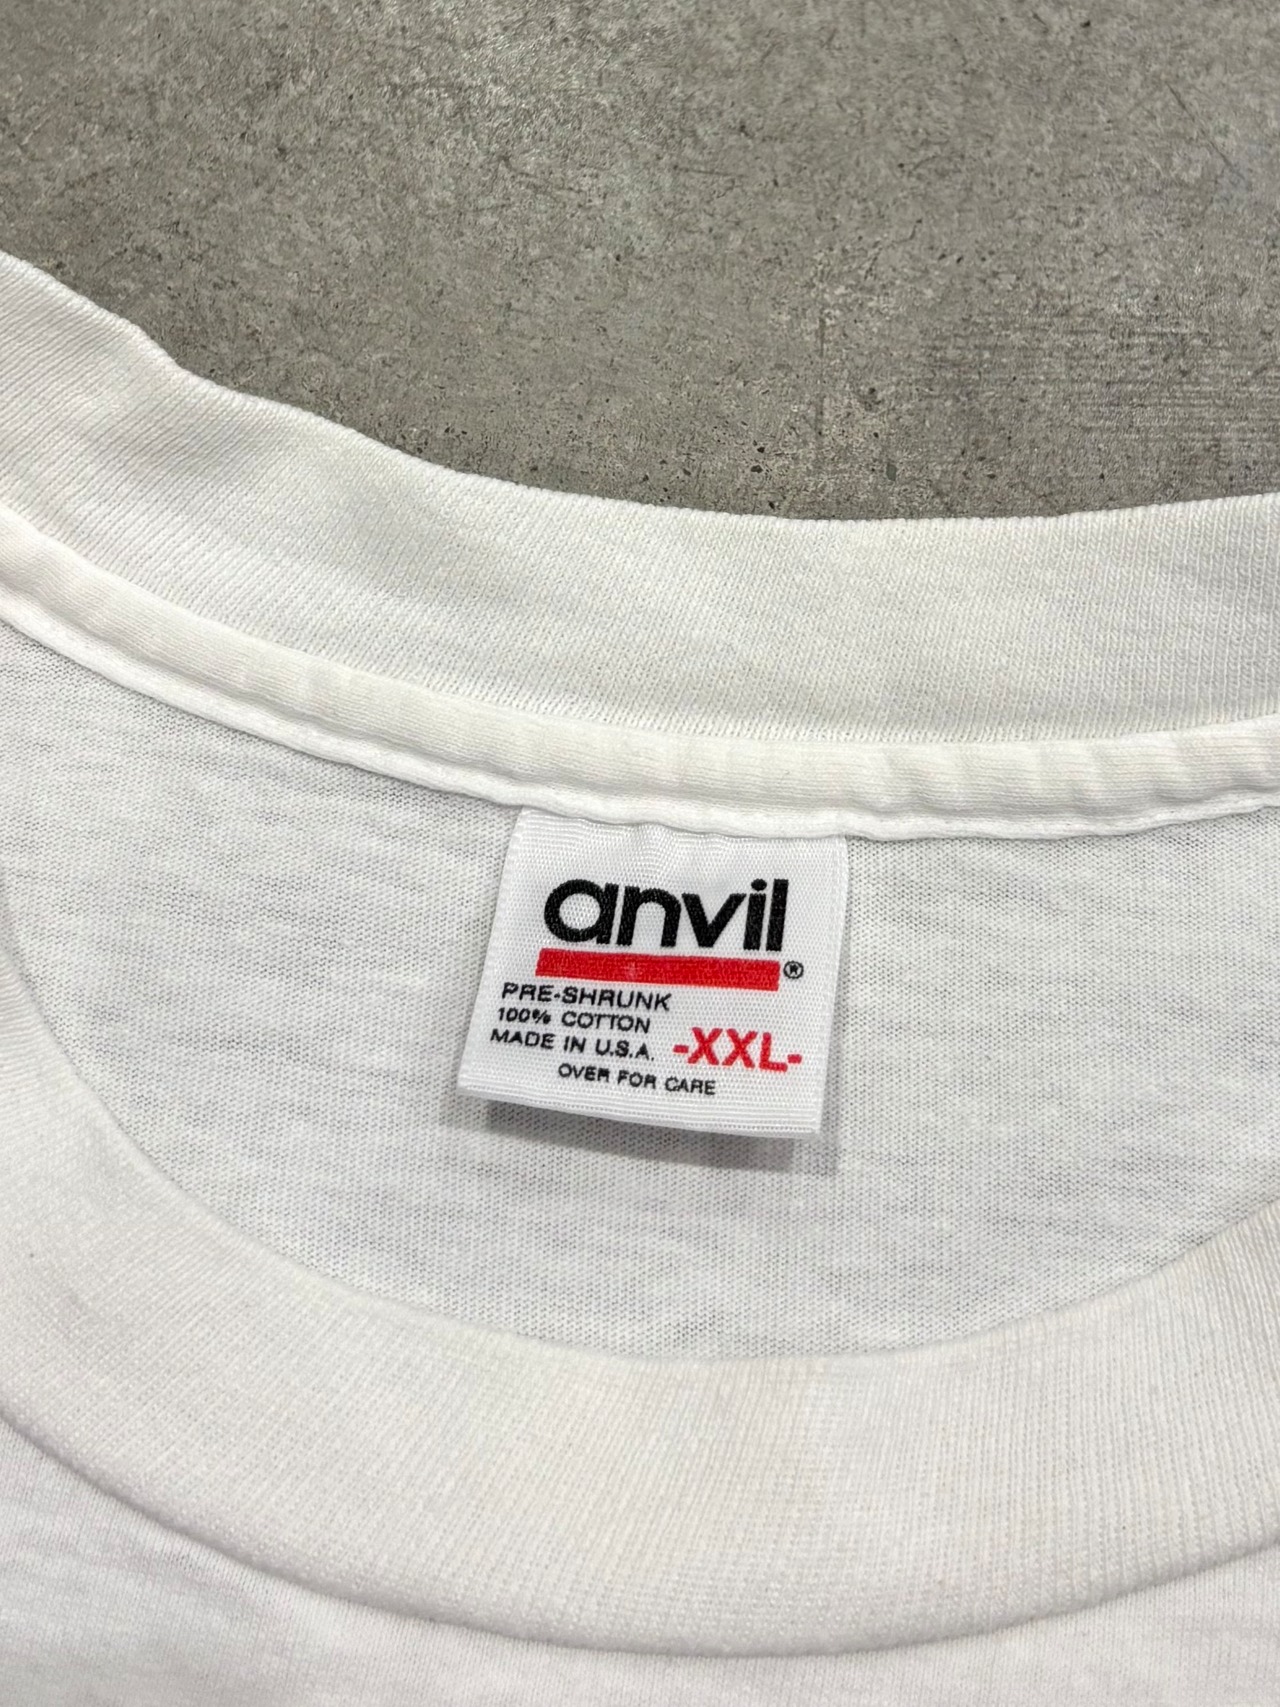 anvil®
PRE-SHRUNK
100% COTTON
MADE IN U.S.A. -XXL-
OVER FOR CARE